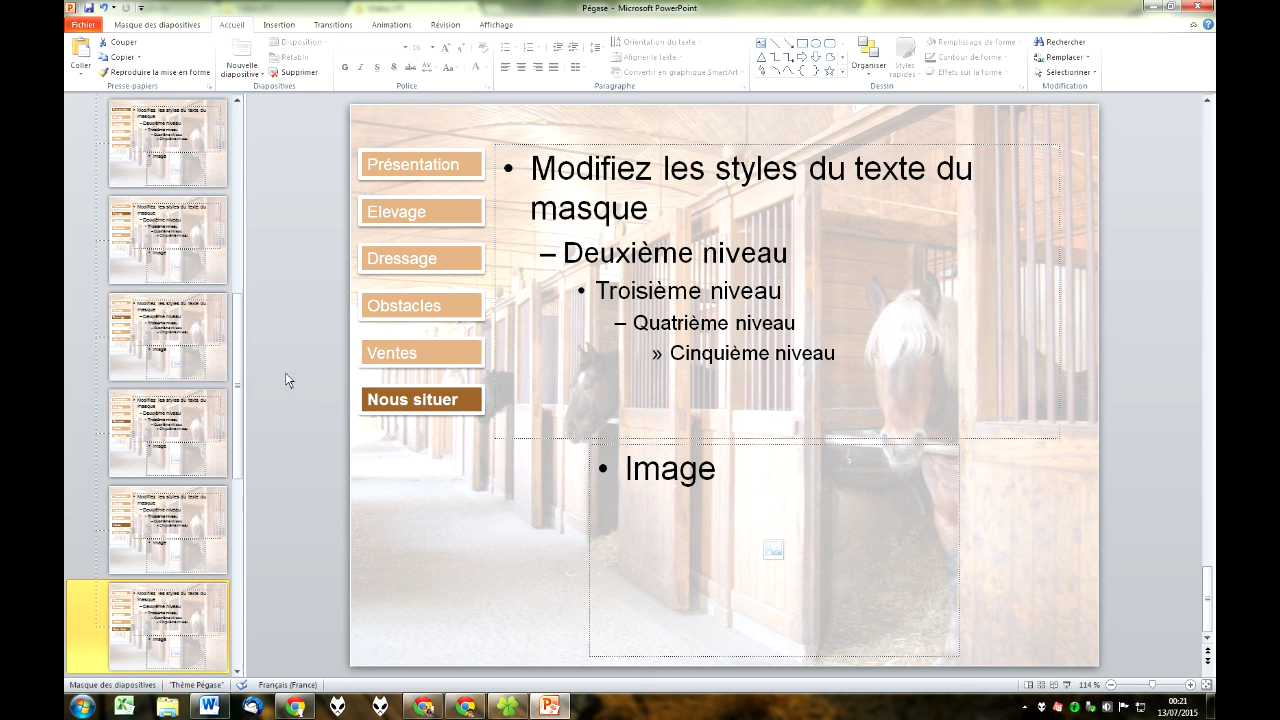 Pégase - Microsoft PowerPoint
Fichier
Masque des diapositives
Accueil
Insertion
Transitions
Animations
Révision
Affichage
Coller
Couper
Copier
Reproduire la mise en forme
Presse-papiers
Nouvelle diapositive
Disposition
Rétablir
Supprimer
Diapositives
16
Police
Orientation du texte
Aligner le texte
Convertir en graphique SmartArt
Paragraphe
Organiser
Styles rapides
Remplissage de forme
Contour de forme
Effets sur la forme
Dessin
Rechercher
Remplacer
Sélectionner
Modification
Présentation
Elevage
Dressage
Obstacles
Ventes
Nous situer
• Modifiez les styles du texte du
masque
– Deuxième niveau
• Troisième niveau
– Quatrième niveau
» Cinquième niveau
• Image
Masque des diapositives
"Thème Pégase"
Français (France)
114 %
00:21
13/07/2015